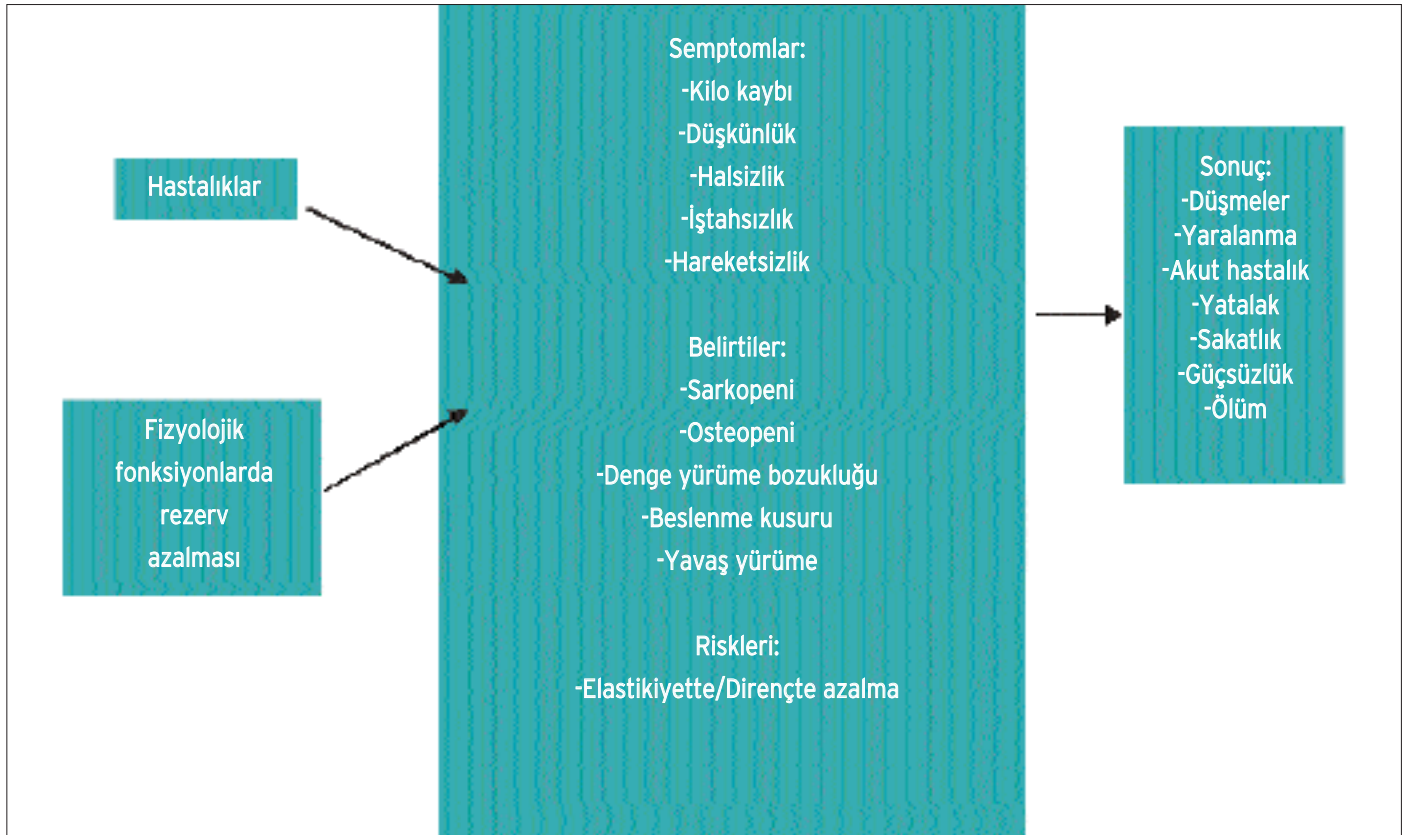 Hastalıklar
Fizyolojik
fonksiyonlarda
rezerv
azalması
Semptomlar:
-Kilo kaybı
-Düşkünlük
-Halsizlik
-İştahsızlık
-Hareketsizlik
Belirtiler:
-Sarkopeni
-Osteopeni
-Denge yürüme bozukluğu
-Beslenme kusuru
-Yavaş yürüme
Riskleri:
-Elastikiyette/Dirençte azalma
Sonuç:
-Düşmeler
-Yaralanma
-Akut hastalık
-Yatalak
-Sakatlık
-Güçsüzlük
-Ölüm